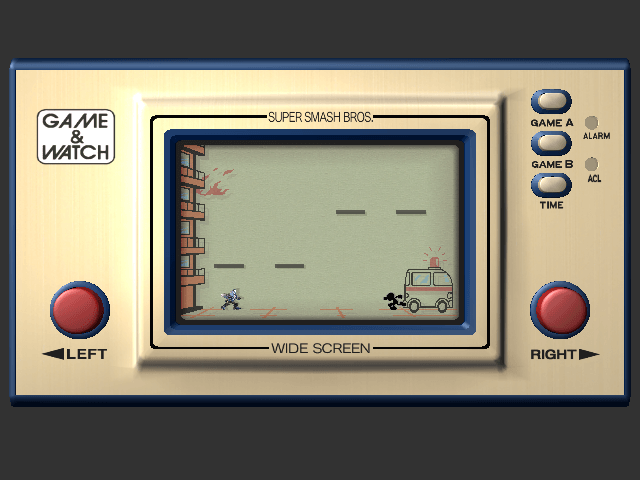 GAME
&
WATCH
SUPER SMASH BROS.
GAME A
ALARM
GAME B
ACL
TIME
LEFT
WIDE SCREEN
RIGHT